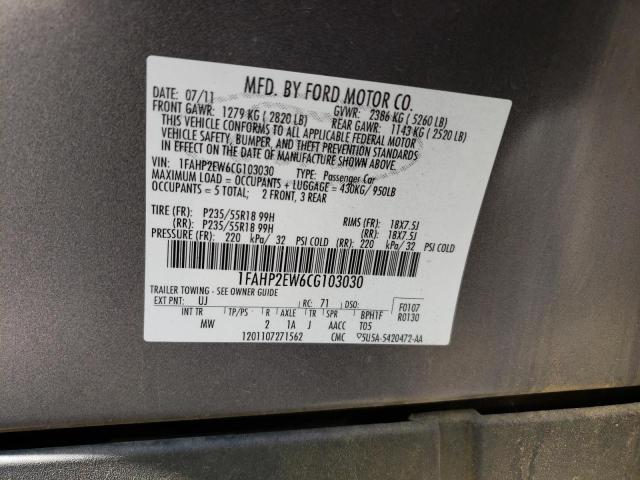 MFD. BY FORD MOTOR CO.
DATE: 07/11 GVWR: 2386 KG ( 5260 LB)
FRONT GAWR: 1279 KG ( 2820 LB) REAR GAWR: 1143 KG ( 2520 LB)
THIS VEHICLE CONFORMS TO ALL APPLICABLE FEDERAL MOTOR
VEHICLE SAFETY, BUMPER, AND THEFT PREVENTION STANDARDS
IN EFFECT ON THE DATE OF MANUFACTURE SHOWN ABOVE.
VIN: 1FAHP2EW6CG103030 TYPE: Passenger Car
MAXIMUM LOAD = OCCUPANTS + LUGGAGE = 430KG/ 950LB
OCCUPANTS = 5 TOTAL; 2 FRONT, 3 REAR
TIRE (FR): P235/55R18 99H RIMS (FR): 18X7.5J
(RR): P235/55R18 99H (RR): 18X7.5J
PRESSURE (FR): 220 kPa/ 32 PSI COLD (RR): 220 kPa/ 32 PSI COLD
1FAHP2EW6CG103030
TRAILER TOWING - SEE OWNER GUIDE
EXT PNT: UJ RC: 71 DSO: F0107
INT TR TP/PS R AXLE TR SPR BPHTF R0130
MW 2 1A J AACC T05
1201107271562 CMC 5U5A-5420472-AA